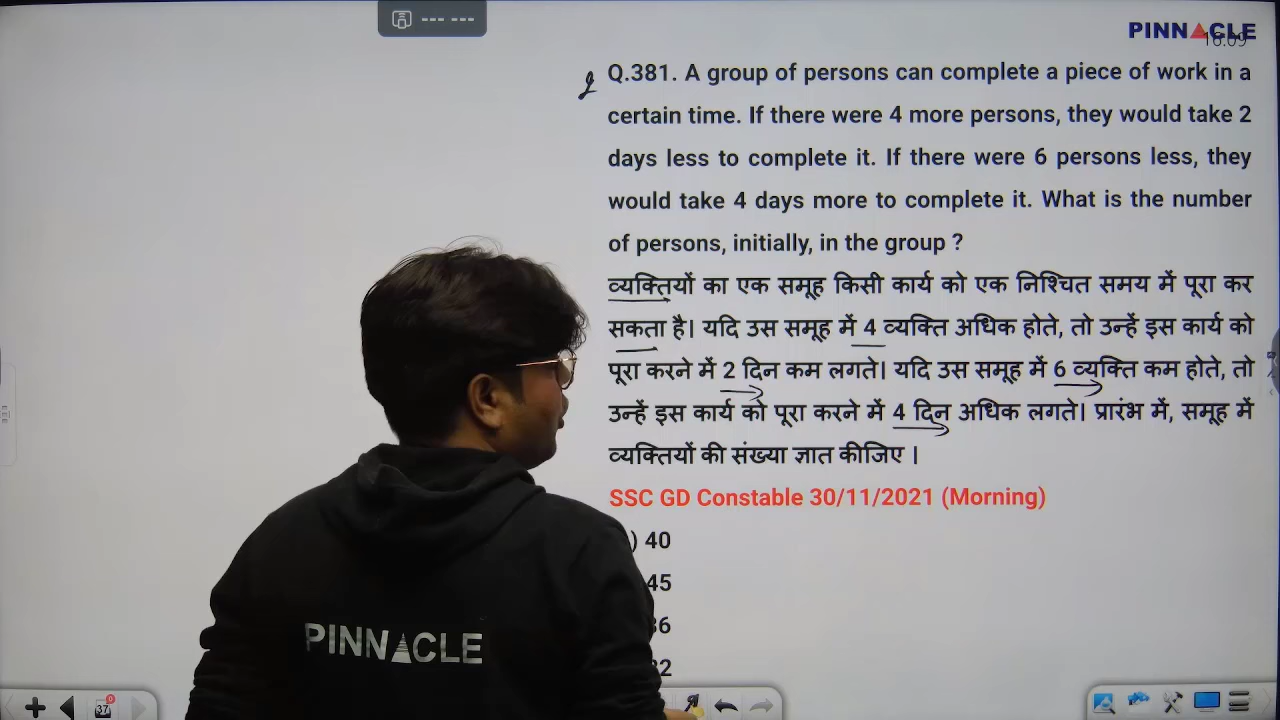 --- ---
PINNACLE
16:09
Q.381. A group of persons can complete a piece of work in a
certain time. If there were 4 more persons, they would take 2
days less to complete it. If there were 6 persons less, they
would take 4 days more to complete it. What is the number
of persons, initially, in the group ?
व्यक्तियों का एक समूह किसी कार्य को एक निश्चित समय में पूरा कर
सकता है। यदि उस समूह में 4 व्यक्ति अधिक होते, तो उन्हें इस कार्य को
पूरा करने में 2 दिन कम लगते। यदि उस समूह में 6 व्यक्ति कम होते, तो
उन्हें इस कार्य को पूरा करने में 4 दिन अधिक लगते। प्रारंभ में, समूह में
व्यक्तियों की संख्या ज्ञात कीजिए ।
SSC GD Constable 30/11/2021 (Morning)
) 40
45
36
32
PINNACLE
37